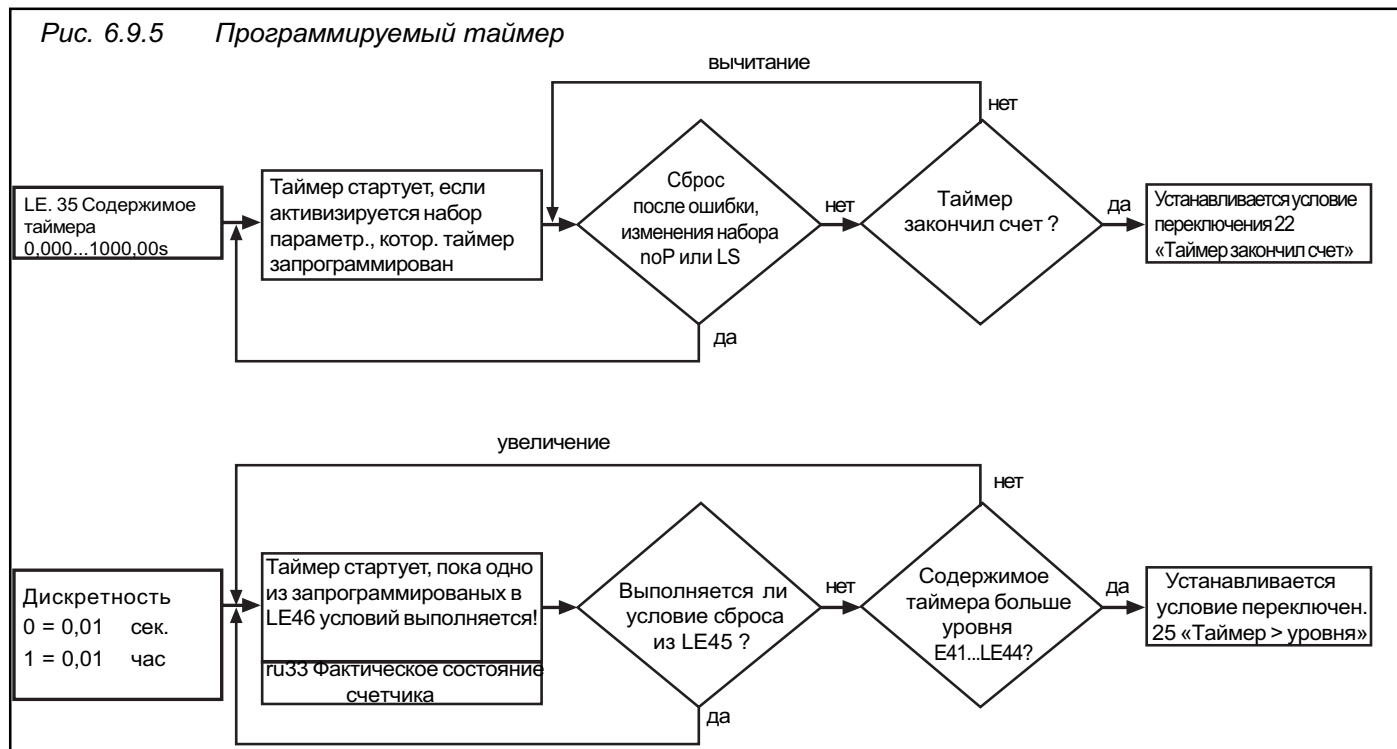 Рис. 6.9.5 Программируемый таймер
вычитание
нет
LE. 35 Содержимое
таймера
0,000...1000,00s
Таймер стартует, если
активизируется набор
параметр., котор. таймер
запрограммирован
Сброс
после ошибки,
изменения набора
noP или LS
нет
Таймер
закончил счет ?
да
Устанавливается условие
переключения 22
«Таймер закончил счет»
да
увеличение
нет
Дискретность
0 = 0,01 сек.
1 = 0,01 час
Таймер стартует, пока одно
из запрограммированых в
LE46 условий выполняется!
ru33 Фактическое состояние
счетчика
Выполняется ли
условие сброса
из LE45 ?
нет
Содержимое
таймера больше
уровня
E41...LE44?
да
Устанавливается
условие переключен.
25 «Таймер > уровня»
да